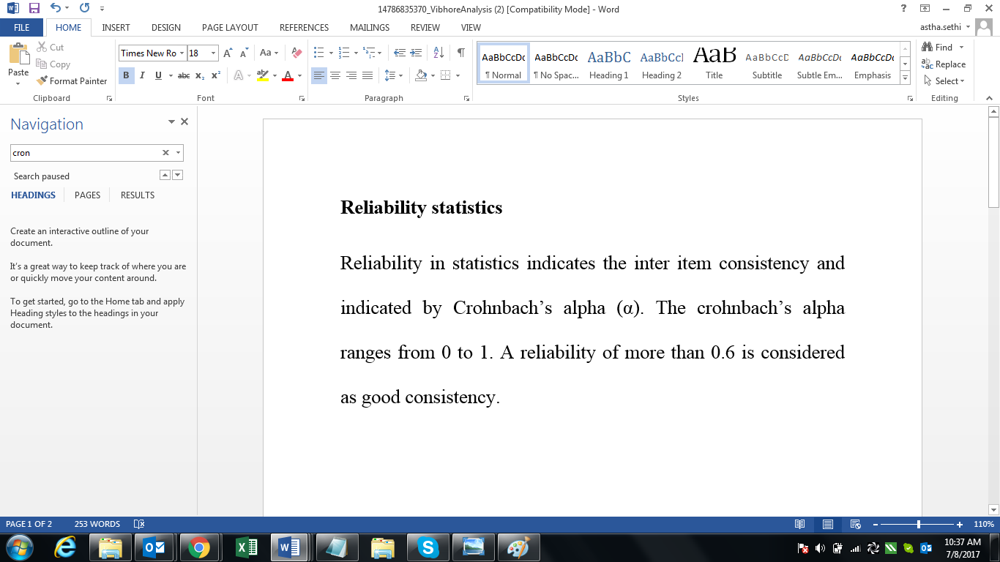 14786835370_VibhoreAnalysis (2) [Compatibility Mode] - Word
FILE HOME INSERT DESIGN PAGE LAYOUT REFERENCES MAILINGS REVIEW VIEW
astha.sethi
Paste
Cut
Copy
Format Painter
Clipboard
Times New Ro 18
Font
Paragraph
AaBbCcDc AaBbCcDc AaBbC AaBbCcI AaB AaBbCcD AaBbCcDc AaBbCcDc
¶ Normal ¶ No Spac... Heading 1 Heading 2 Title Subtitle Subtle Em... Emphasis
Styles
Find
Replace
Select
Editing
Navigation
cron
Search paused
HEADINGS PAGES RESULTS
Create an interactive outline of your
document.
It's a great way to keep track of where you are
or quickly move your content around.
To get started, go to the Home tab and apply
Heading styles to the headings in your
document.
Reliability statistics
Reliability in statistics indicates the inter item consistency and
indicated by Crohnbach’s alpha (α). The crohnbach’s alpha
ranges from 0 to 1. A reliability of more than 0.6 is considered
as good consistency.
PAGE 1 OF 2 253 WORDS
110%
10:37 AM
7/8/2017